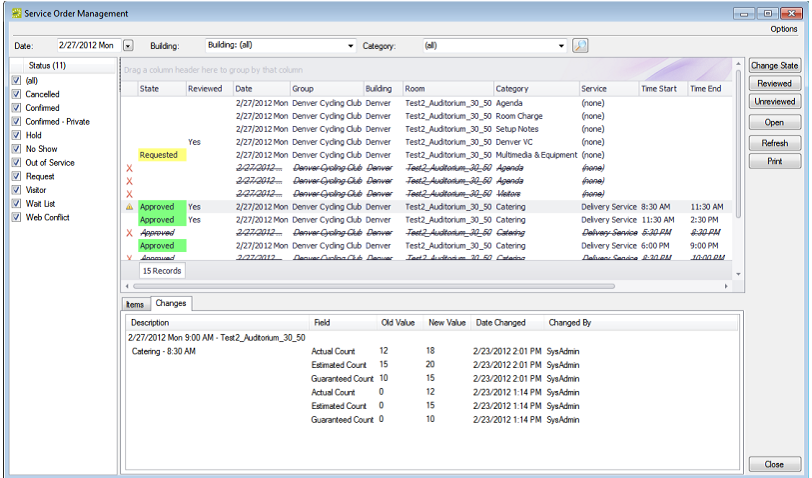 Service Order Management
Options
Date: 2/27/2012 Mon Building: Building: (all) Category: (all)
Status (11)
(all)
Cancelled
Confirmed
Confirmed - Private
Hold
No Show
Out of Service
Request
Visitor
Wait List
Web Conflict
Drag a column header here to group by that column
State Reviewed Date Group Building Room Category Service Time Start Time End
2/27/2012 Mon Denver Cycling Club Denver Test2_Auditorium_30_50 Agenda (none)
2/27/2012 Mon Denver Cycling Club Denver Test2_Auditorium_30_50 Room Charge (none)
2/27/2012 Mon Denver Cycling Club Denver Test2_Auditorium_30_50 Setup Notes (none)
Yes 2/27/2012 Mon Denver Cycling Club Denver Test2_Auditorium_30_50 Denver VC (none)
Requested 2/27/2012 Mon Denver Cycling Club Denver Test2_Auditorium_30_50 Multimedia & Equipment (none)
X 2/27/2012 ... Denver Cycling Club Denver Test2_Auditorium_30_50 Agenda (none)
X 2/27/2012 ... Denver Cycling Club Denver Test2_Auditorium_30_50 Agenda (none)
X 2/27/2012 ... Denver Cycling Club Denver Test2_Auditorium_30_50 Visitors (none)
Approved Yes 2/27/2012 Mon Denver Cycling Club Denver Test2_Auditorium_30_50 Catering Delivery Service 8:30 AM 11:30 AM
Approved Yes 2/27/2012 Mon Denver Cycling Club Denver Test2_Auditorium_30_50 Catering Delivery Service 11:30 AM 2:30 PM
X Approved 2/27/2012 ... Denver Cycling Club Denver Test2_Auditorium_30_50 Catering Delivery Service 5:30 PM 8:30 PM
Approved 2/27/2012 Mon Denver Cycling Club Denver Test2_Auditorium_30_50 Catering Delivery Service 6:00 PM 9:00 PM
X Approved 2/27/2012 ... Denver Cycling Club Denver Test2_Auditorium_30_50 Catering Delivery Service 8:30 PM 10:00 PM
15 Records
Change State
Reviewed
Unreviewed
Open
Refresh
Print
Items Changes
Description Field Old Value New Value Date Changed Changed By
2/27/2012 Mon 9:00 AM - Test2_Auditorium_30_50
Catering - 8:30 AM Actual Count 12 18 2/23/2012 2:01 PM SysAdmin
Estimated Count 15 20 2/23/2012 2:01 PM SysAdmin
Guaranteed Count 10 15 2/23/2012 2:01 PM SysAdmin
Actual Count 0 12 2/23/2012 1:14 PM SysAdmin
Estimated Count 0 15 2/23/2012 1:14 PM SysAdmin
Guaranteed Count 0 10 2/23/2012 1:14 PM SysAdmin
Close